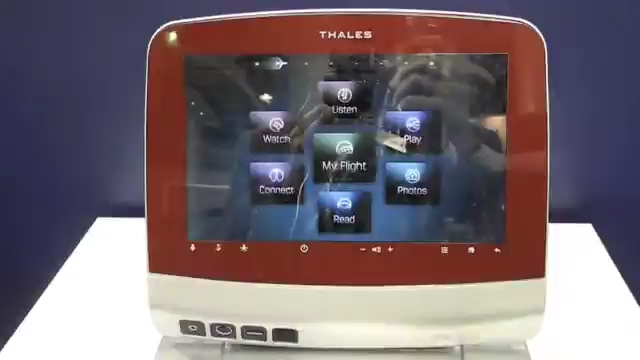 THALES
Listen
Watch
Play
My Flight
Connect
Photos
Read